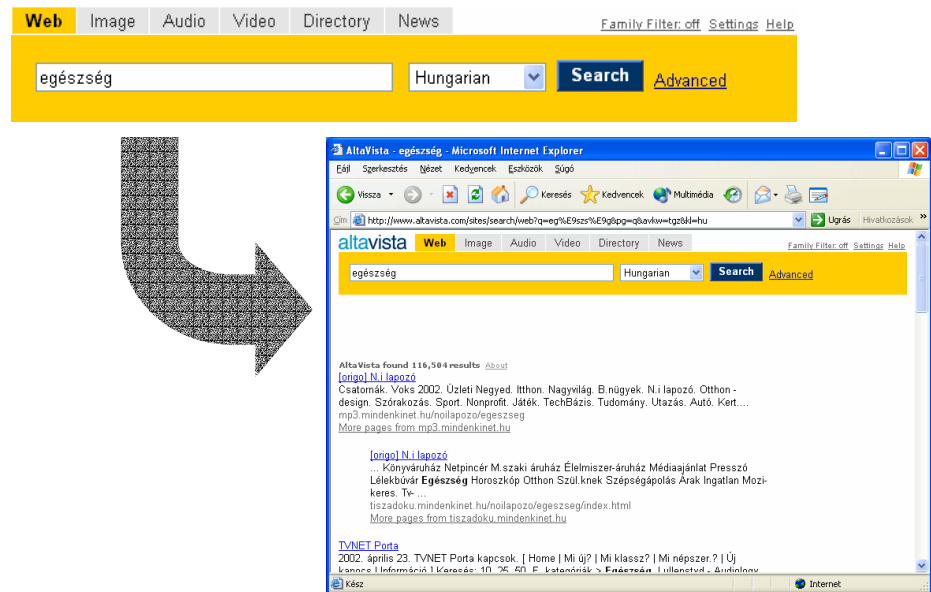 Web Image Audio Video Directory News
Family Filter: off Settings Help
egészség Hungarian Search Advanced
AltaVista - egészség - Microsoft Internet Explorer
Fájl Szerkesztés Nézet Kedvencek Eszközök Súgó
Vissza Keresés Kedvencek Multimédia
Cím http://www.altavista.com/sites/search/web?q=eg%E9szs%E9g&pg=q&avkw=tgz&kl=hu Ugrás Hivatkozások »
altavista Web Image Audio Video Directory News
Family Filter: off Settings Help
egészség Hungarian Search Advanced
AltaVista found 116,504 results About
[origo] N.i lapozó
Csatornák. Voks 2002. Üzleti Negyed. Itthon. Nagyvilág. B.nügyek. N.i lapozó. Otthon -
design. Szórakozás. Sport. Nonprofit. Játék. TechBázis. Tudomány. Utazás. Autó. Kert....
mp3.mindenkinet.hu/noilapozo/egeszseg
More pages from mp3.mindenkinet.hu
[origo] N.i lapozó
... Könyváruház Netpincér M.szaki áruház Élelmiszer-áruház Médiaajánlat Presszó
Lélekbúvár Egészség Horoszkóp Otthon Szül.knek Szépségápolás Árak Ingatlan Mozi-
keres. Tv- ...
tiszadoku.mindenkinet.hu/noilapozo/egeszseg/index.html
More pages from tiszadoku.mindenkinet.hu
TVNET Porta
2002. április 23. TVNET Porta kapcsok. [ Home | Mi új? | Mi klassz? | Mi népszer.? | Új
kapocs | Információ ] Keresés: 10, 25, 50, F. kategóriák > Egészség
Kész Internet